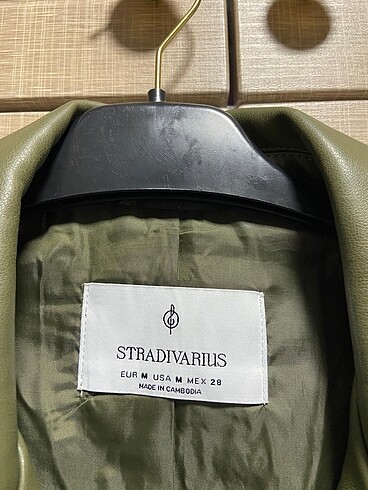 STRADIVARIUS
EUR M USA M MEX 28
MADE IN CAMBODIA